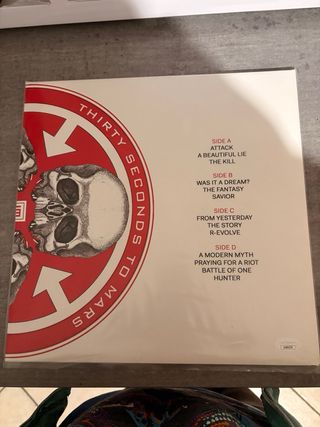 THIRTY SECONDS TO MARS
SIDE A
ATTACK
A BEAUTIFUL LIE
THE KILL
SIDE B
WAS IT A DREAM?
THE FANTASY
SAVIOR
SIDE C
FROM YESTERDAY
THE STORY
R-EVOLVE
SIDE D
A MODERN MYTH
PRAYING FOR A RIOT
BATTLE OF ONE
HUNTER